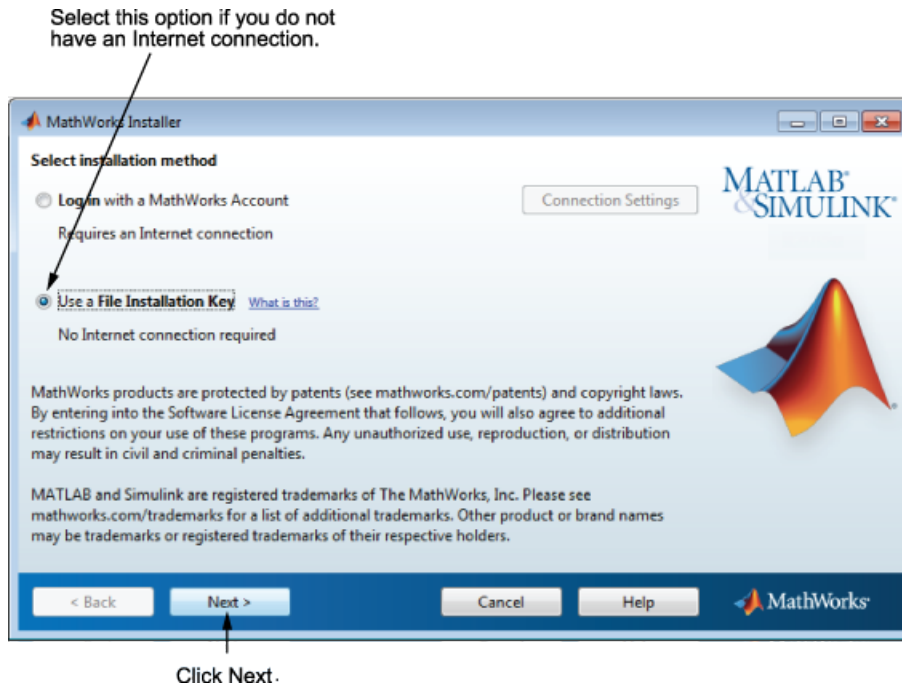 Select this option if you do not
have an Internet connection.
MathWorks Installer
Select installation method
Log in with a MathWorks Account
Connection Settings
Requires an Internet connection
Use a File Installation Key What is this?
No Internet connection required
MATLAB®
&SIMULINK®
MathWorks products are protected by patents (see mathworks.com/patents) and copyright laws.
By entering into the Software License Agreement that follows, you will also agree to additional
restrictions on your use of these programs. Any unauthorized use, reproduction, or distribution
may result in civil and criminal penalties.
MATLAB and Simulink are registered trademarks of The MathWorks, Inc. Please see
mathworks.com/trademarks for a list of additional trademarks. Other product or brand names
may be trademarks or registered trademarks of their respective holders.
< Back Next > Cancel Help MathWorks®
Click Next.